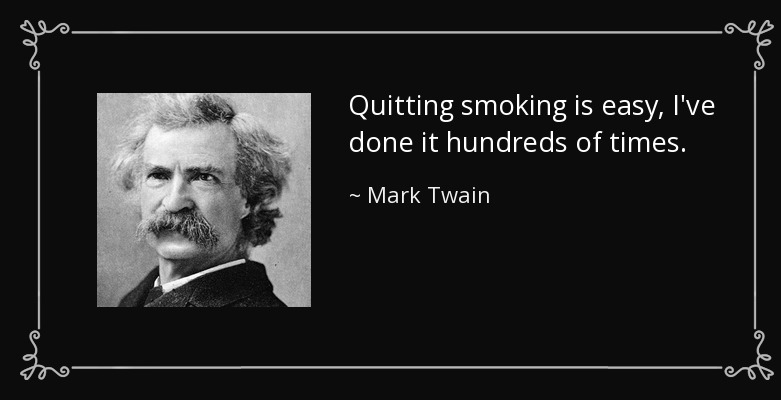 Quitting smoking is easy, I've
done it hundreds of times.
~ Mark Twain